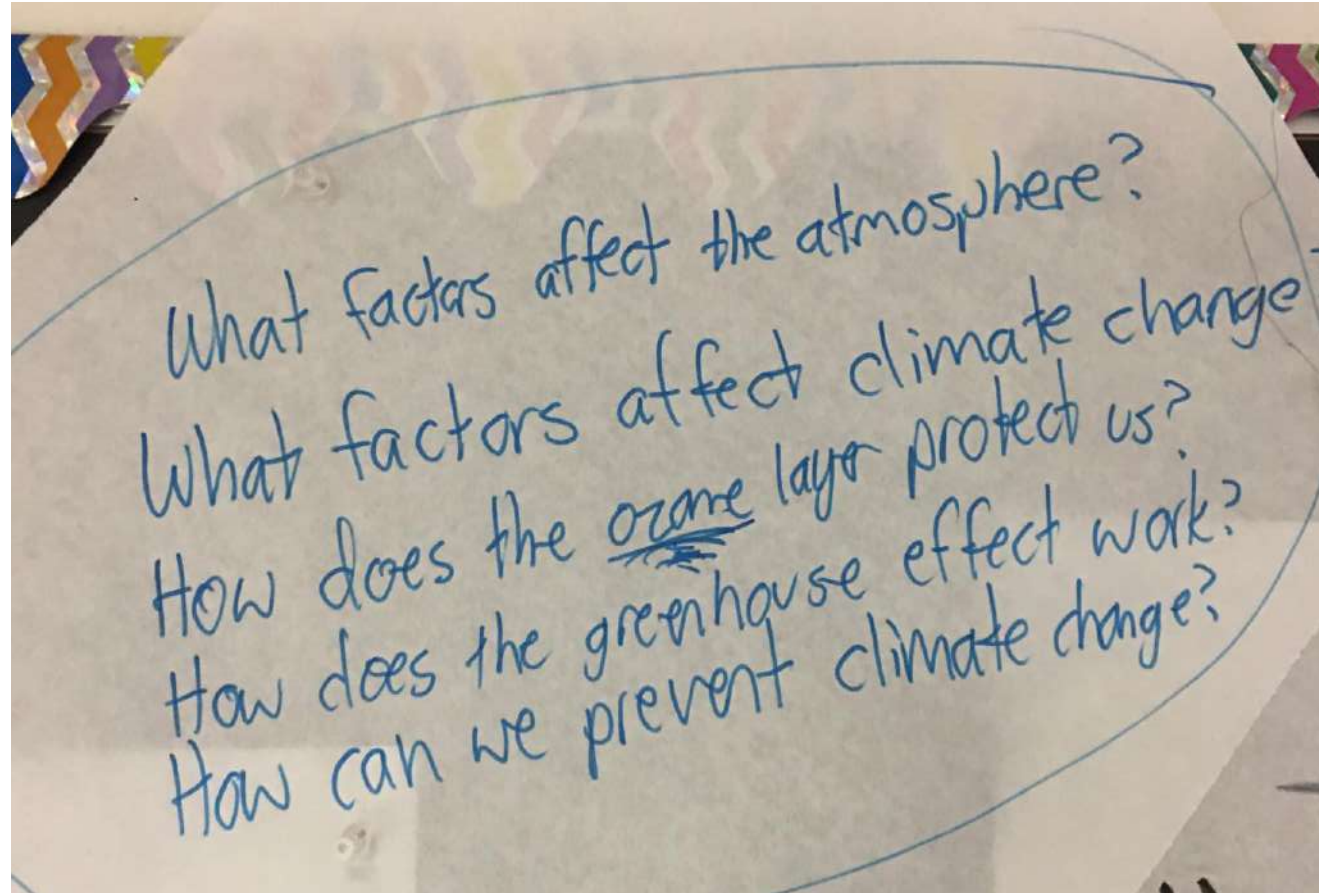 What factors affect the atmosphere?
What factors affect climate change
How does the ozone layer protect us?
How does the greenhouse effect work?
How can we prevent climate change?